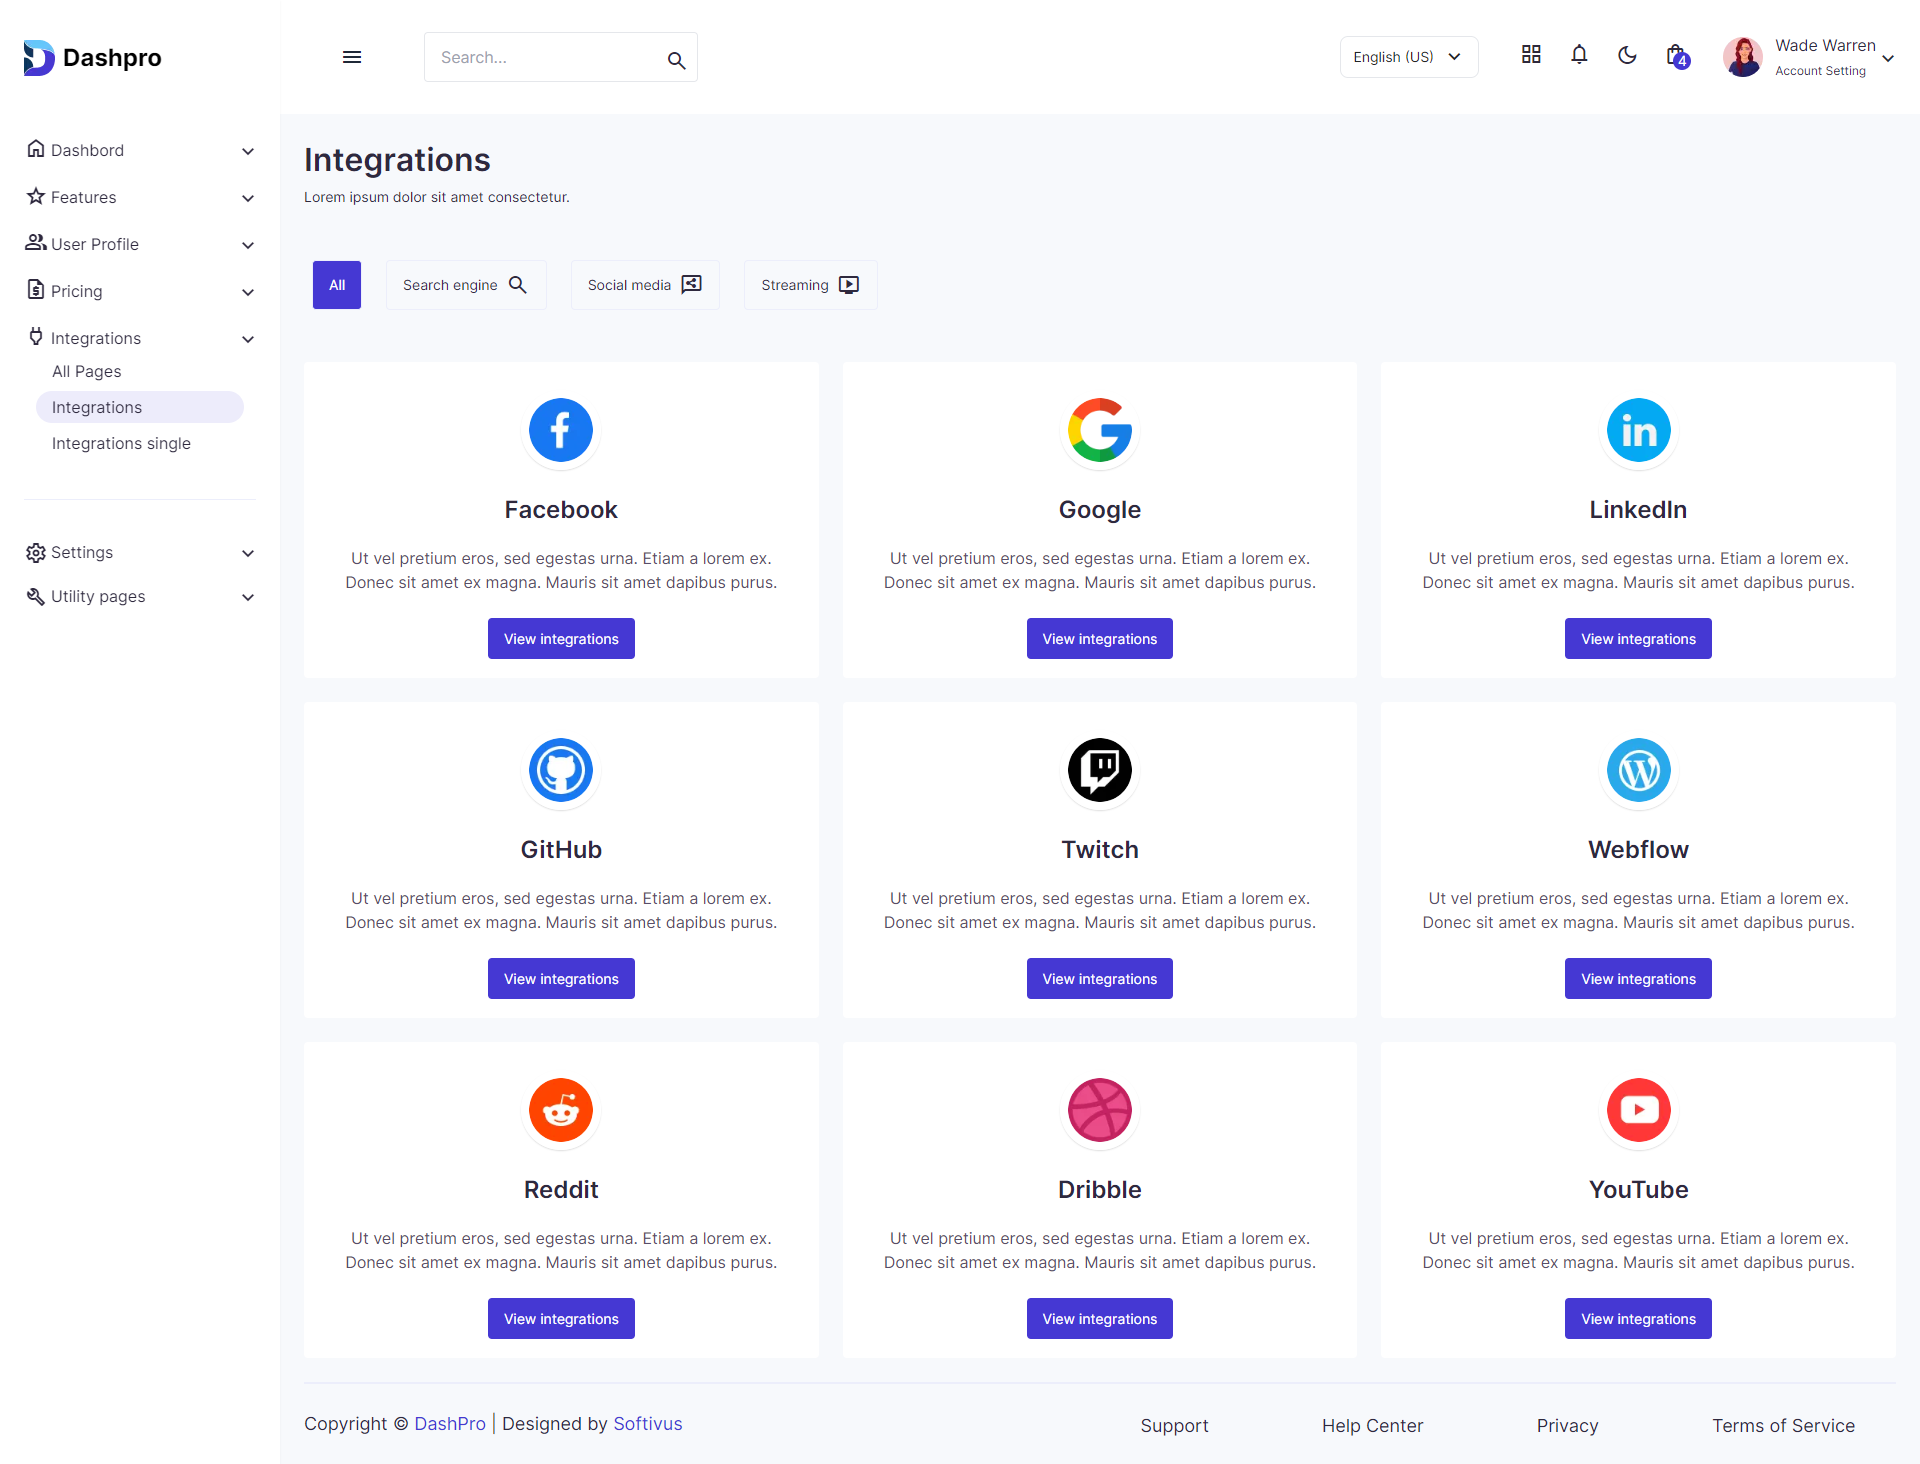 Dashpro
Search...
English (US)
4
Wade Warren
Account Setting
Dashbord
Features
User Profile
Pricing
Integrations
All Pages
Integrations
Integrations single
Settings
Utility pages
Integrations
Lorem ipsum dolor sit amet consectetur.
All
Search engine
Social media
Streaming
Facebook
Ut vel pretium eros, sed egestas urna. Etiam a lorem ex.
Donec sit amet ex magna. Mauris sit amet dapibus purus.
View integrations
Google
Ut vel pretium eros, sed egestas urna. Etiam a lorem ex.
Donec sit amet ex magna. Mauris sit amet dapibus purus.
View integrations
LinkedIn
Ut vel pretium eros, sed egestas urna. Etiam a lorem ex.
Donec sit amet ex magna. Mauris sit amet dapibus purus.
View integrations
GitHub
Ut vel pretium eros, sed egestas urna. Etiam a lorem ex.
Donec sit amet ex magna. Mauris sit amet dapibus purus.
View integrations
Twitch
Ut vel pretium eros, sed egestas urna. Etiam a lorem ex.
Donec sit amet ex magna. Mauris sit amet dapibus purus.
View integrations
Webflow
Ut vel pretium eros, sed egestas urna. Etiam a lorem ex.
Donec sit amet ex magna. Mauris sit amet dapibus purus.
View integrations
Reddit
Ut vel pretium eros, sed egestas urna. Etiam a lorem ex.
Donec sit amet ex magna. Mauris sit amet dapibus purus.
View integrations
Dribble
Ut vel pretium eros, sed egestas urna. Etiam a lorem ex.
Donec sit amet ex magna. Mauris sit amet dapibus purus.
View integrations
YouTube
Ut vel pretium eros, sed egestas urna. Etiam a lorem ex.
Donec sit amet ex magna. Mauris sit amet dapibus purus.
View integrations
Copyright © DashPro | Designed by Softivus
Support
Help Center
Privacy
Terms of Service